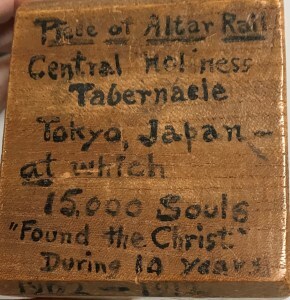 Piece of Altar Rail
Central Holiness
Tabernacle
Tokyo, Japan –
at which
15,000 Souls
"Found the Christ"
During 10 years